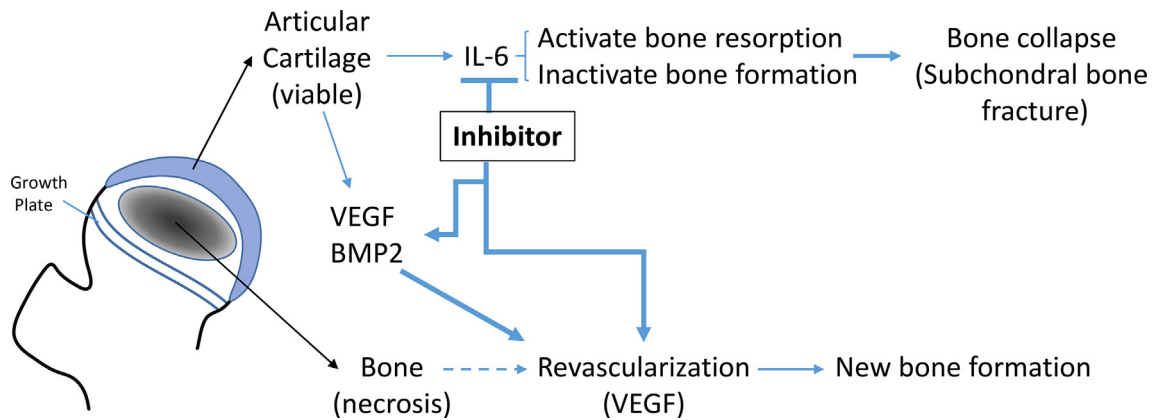 Articular
Cartilage
(viable)
IL-6
Activate bone resorption
Inactivate bone formation
Bone collapse
(Subchondral bone
fracture)
Inhibitor
Growth
Plate
VEGF
BMP2
Bone
(necrosis)
Revascularization
(VEGF)
New bone formation